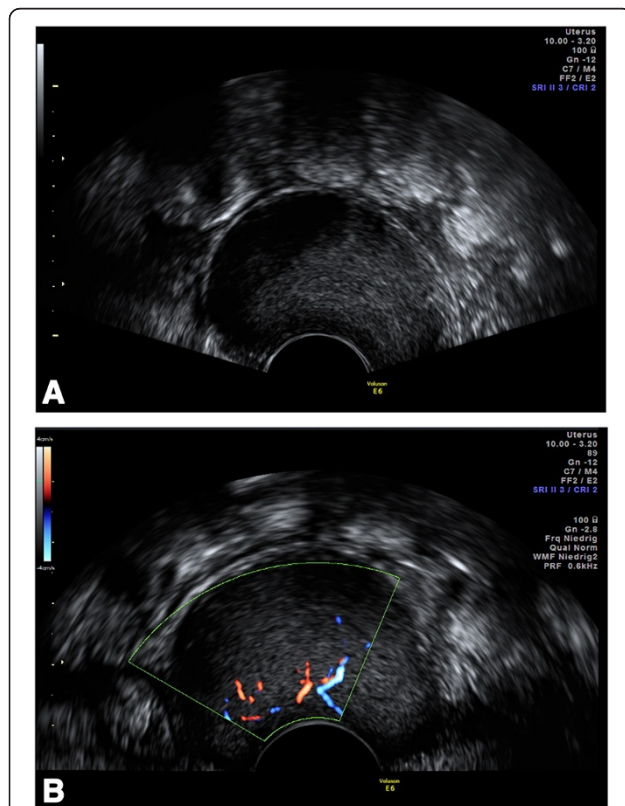 Uterus
10.00 - 3.20
100
Gn -12
C7 / M4
FF2 / E2
SRI II 3 / CRI 2
Voluson
E6
A
4cm/s
Uterus
10.00 - 3.20
89
Gn -12
C7 / M4
FF2 / E2
SRI II 3 / CRI 2
100
Gn -2.8
Frq Niedrig
Qual Norm
WMF Niedrig2
PRF 0.6kHz
-4cm/s
Voluson
E6
B